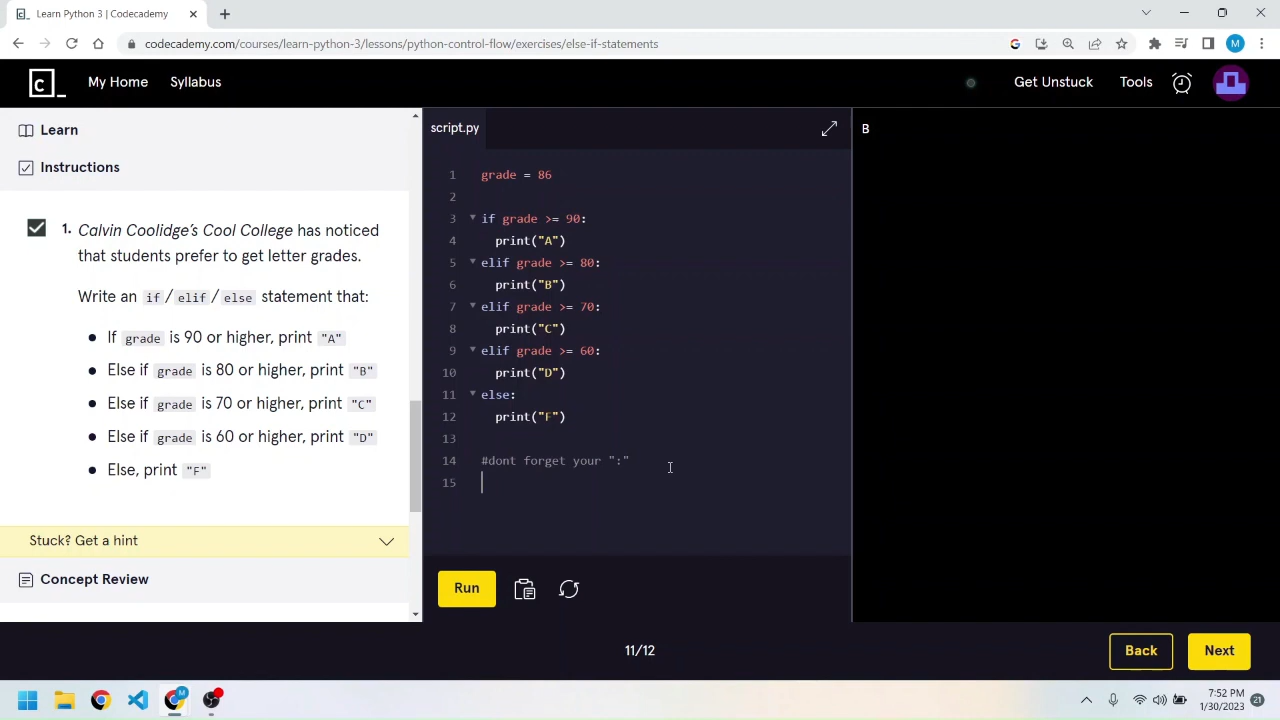 Learn Python 3 | Codecademy
codecademy.com/courses/learn-python-3/lessons/python-control-flow/exercises/else-if-statements
M
C_
My Home
Syllabus
Get Unstuck
Tools
Learn
Instructions
1. Calvin Coolidge's Cool College has noticed
that students prefer to get letter grades.
Write an if / elif / else statement that:
If grade is 90 or higher, print "A"
Else if grade is 80 or higher, print "B"
Else if grade is 70 or higher, print "C"
Else if grade is 60 or higher, print "D"
Else, print "F"
Stuck? Get a hint
Concept Review
script.py
1 grade = 86
2
3 if grade >= 90:
4 print("A")
5 elif grade >= 80:
6 print("B")
7 elif grade >= 70:
8 print("C")
9 elif grade >= 60:
10 print("D")
11 else:
12 print("F")
13
14 #dont forget your ":"
15
Run
B
11/12
Back
Next
M
7:52 PM
1/30/2023
21